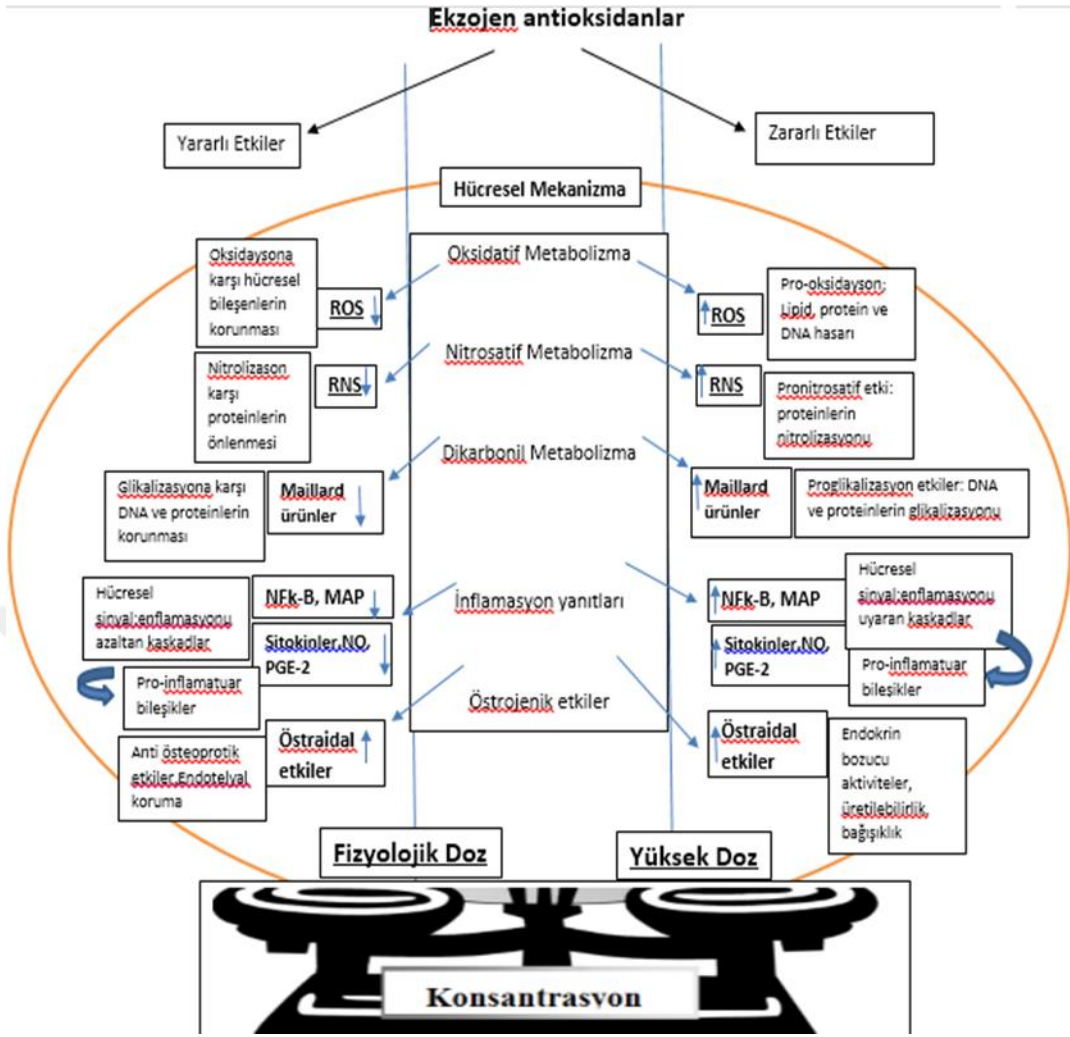 Ekzojen antioksidanlar
Yararlı Etkiler
Zararlı Etkiler
Hücresel Mekanizma
Oksidaysona
karşı hücresel
bileşenlerin
korunması
ROS
Oksidatif Metabolizma
ROS
Pro-oksidayson;
Lipid, protein ve
DNA hasarı
Nitrolizason
karşı
proteinlerin
önlenmesi
RNS
Nitrosatif Metabolizma
RNS
Pronitrosatif etki:
proteinlerin
nitrolizasyonu
Glikalizasyona karşı
DNA ve proteinlerin
korunması
Maillard
ürünler
Dikarbonil Metabolizma
Maillard
ürünler
Proglikalizasyon etkiler: DNA
ve proteinlerin glikalizasyonu
Hücresel
sinyal;enflamasyonu
azaltan kaskadlar
NFk-B, MAP
Sitokinler,NO,
PGE-2
Pro-inflamatuar
bileşikler
İnflamasyon yanıtları
NFk-B, MAP
Sitokinler,NO,
PGE-2
Hücresel
sinyal;enflamasyonu
uyaran kaskadlar
Pro-inflamatuar
bileşikler
Anti östeoprotik
etkiler,Endotelyal
koruma
Östraidal
etkiler
Östrojenik etkiler
Östraidal
etkiler
Endokrin
bozucu
aktiviteler,
üretilebilirlik,
bağışıklık
Fizyolojik Doz
Yüksek Doz
Konsantrasyon